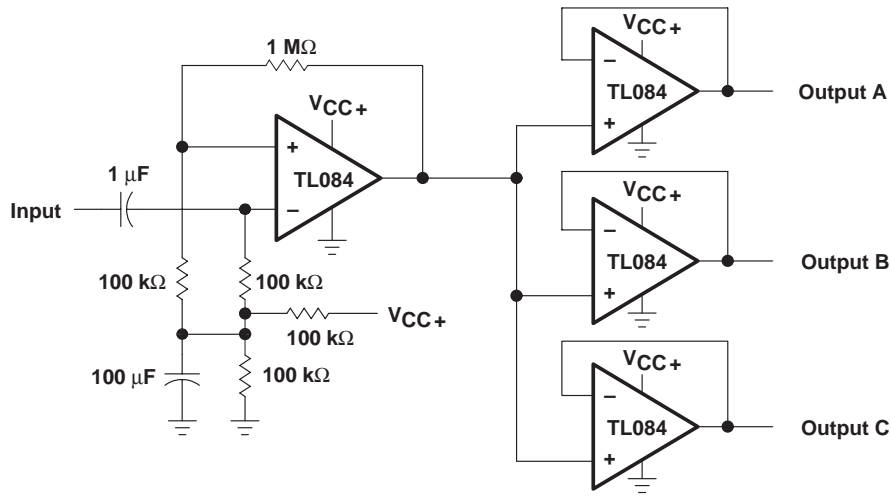 1 MΩ
VCC+
+
TL084
−
1 μF
Input
100 kΩ
100 kΩ
100 kΩ
VCC+
100 μF
100 kΩ
VCC+
−
TL084
+
Output A
VCC+
−
TL084
+
Output B
VCC+
−
TL084
+
Output C